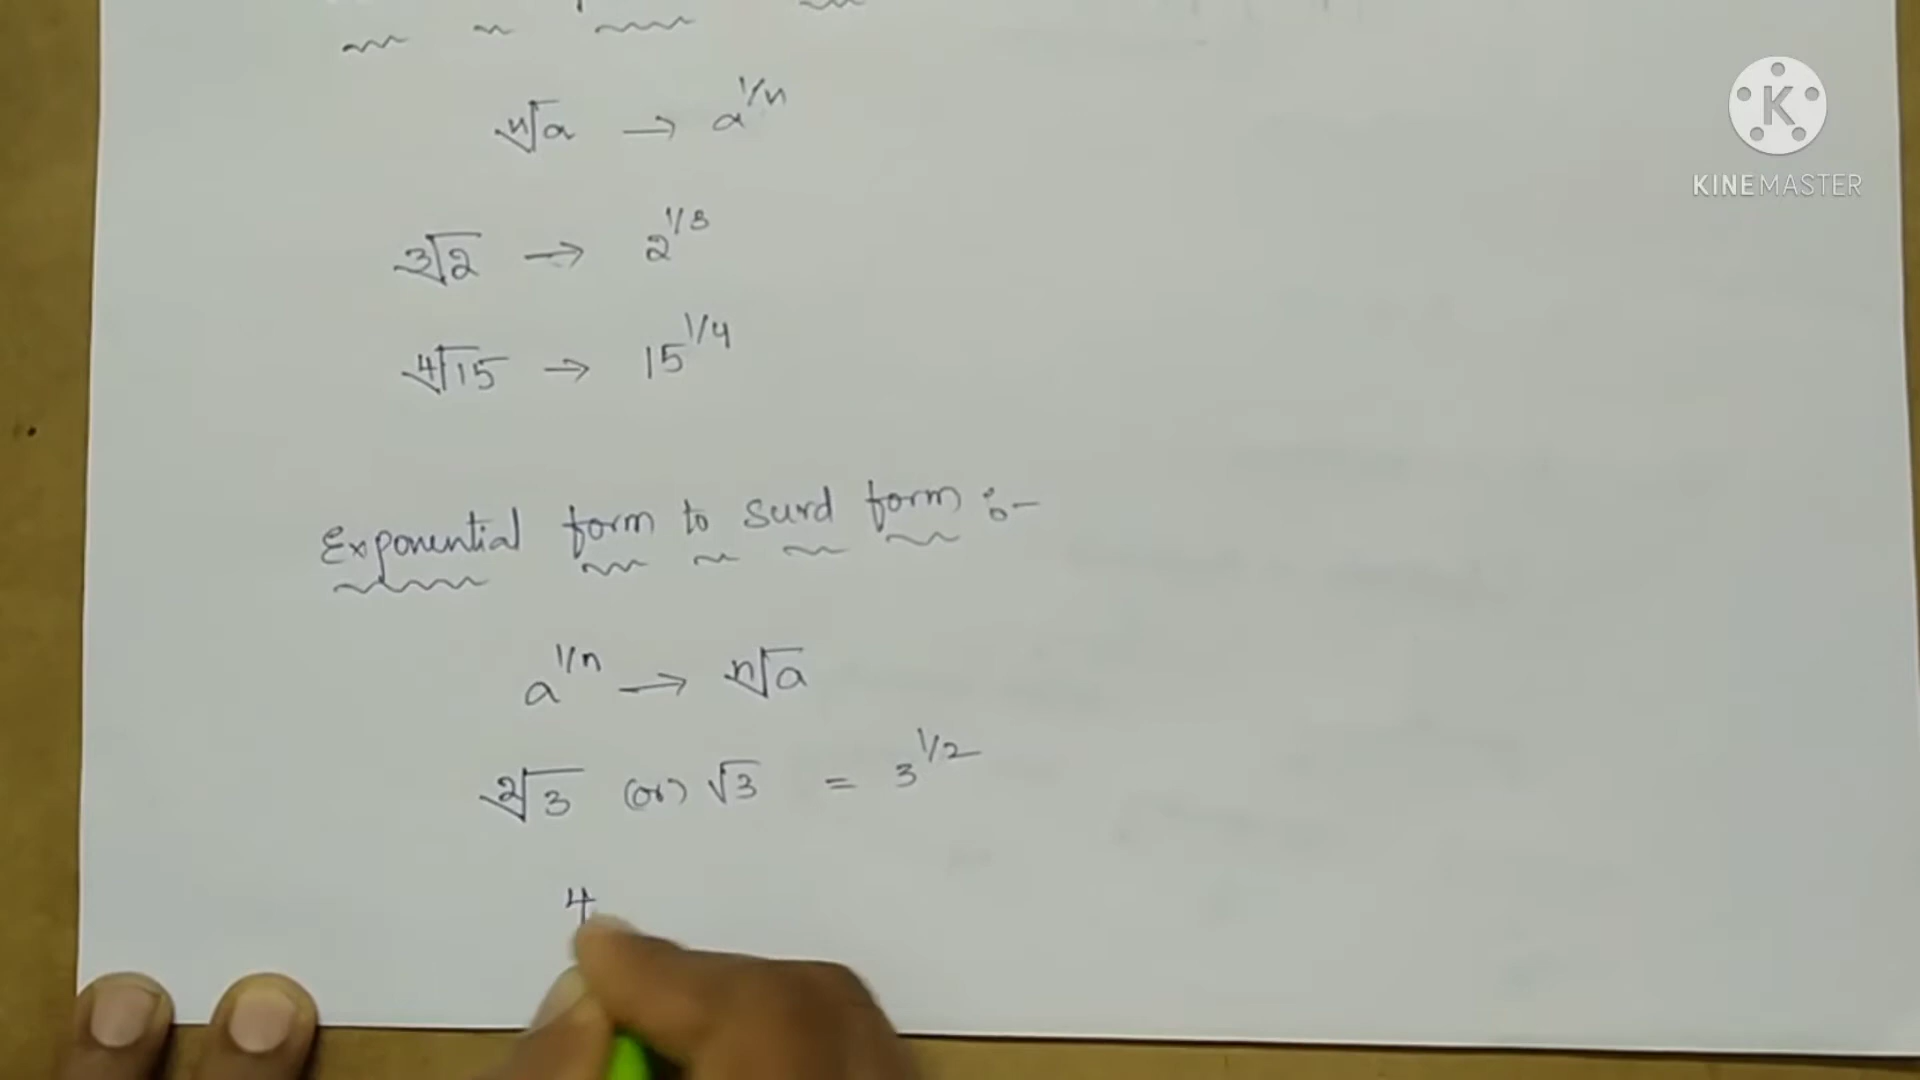 ⁿ√a → a^1/n
K
KINEMASTER
³√2 → 2^1/3
⁴√15 → 15^1/4
Exponential form to surd form :-
a^1/n → ⁿ√a
²√3 (or) √3 = 3^1/2
4